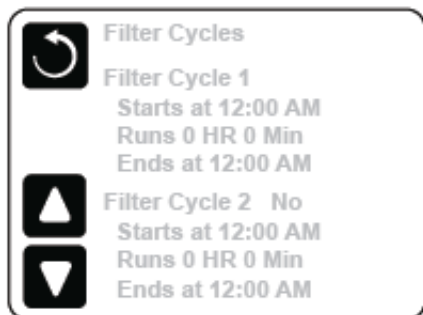 Filter Cycles
Filter Cycle 1
Starts at 12:00 AM
Runs 0 HR 0 Min
Ends at 12:00 AM
Filter Cycle 2 No
Starts at 12:00 AM
Runs 0 HR 0 Min
Ends at 12:00 AM